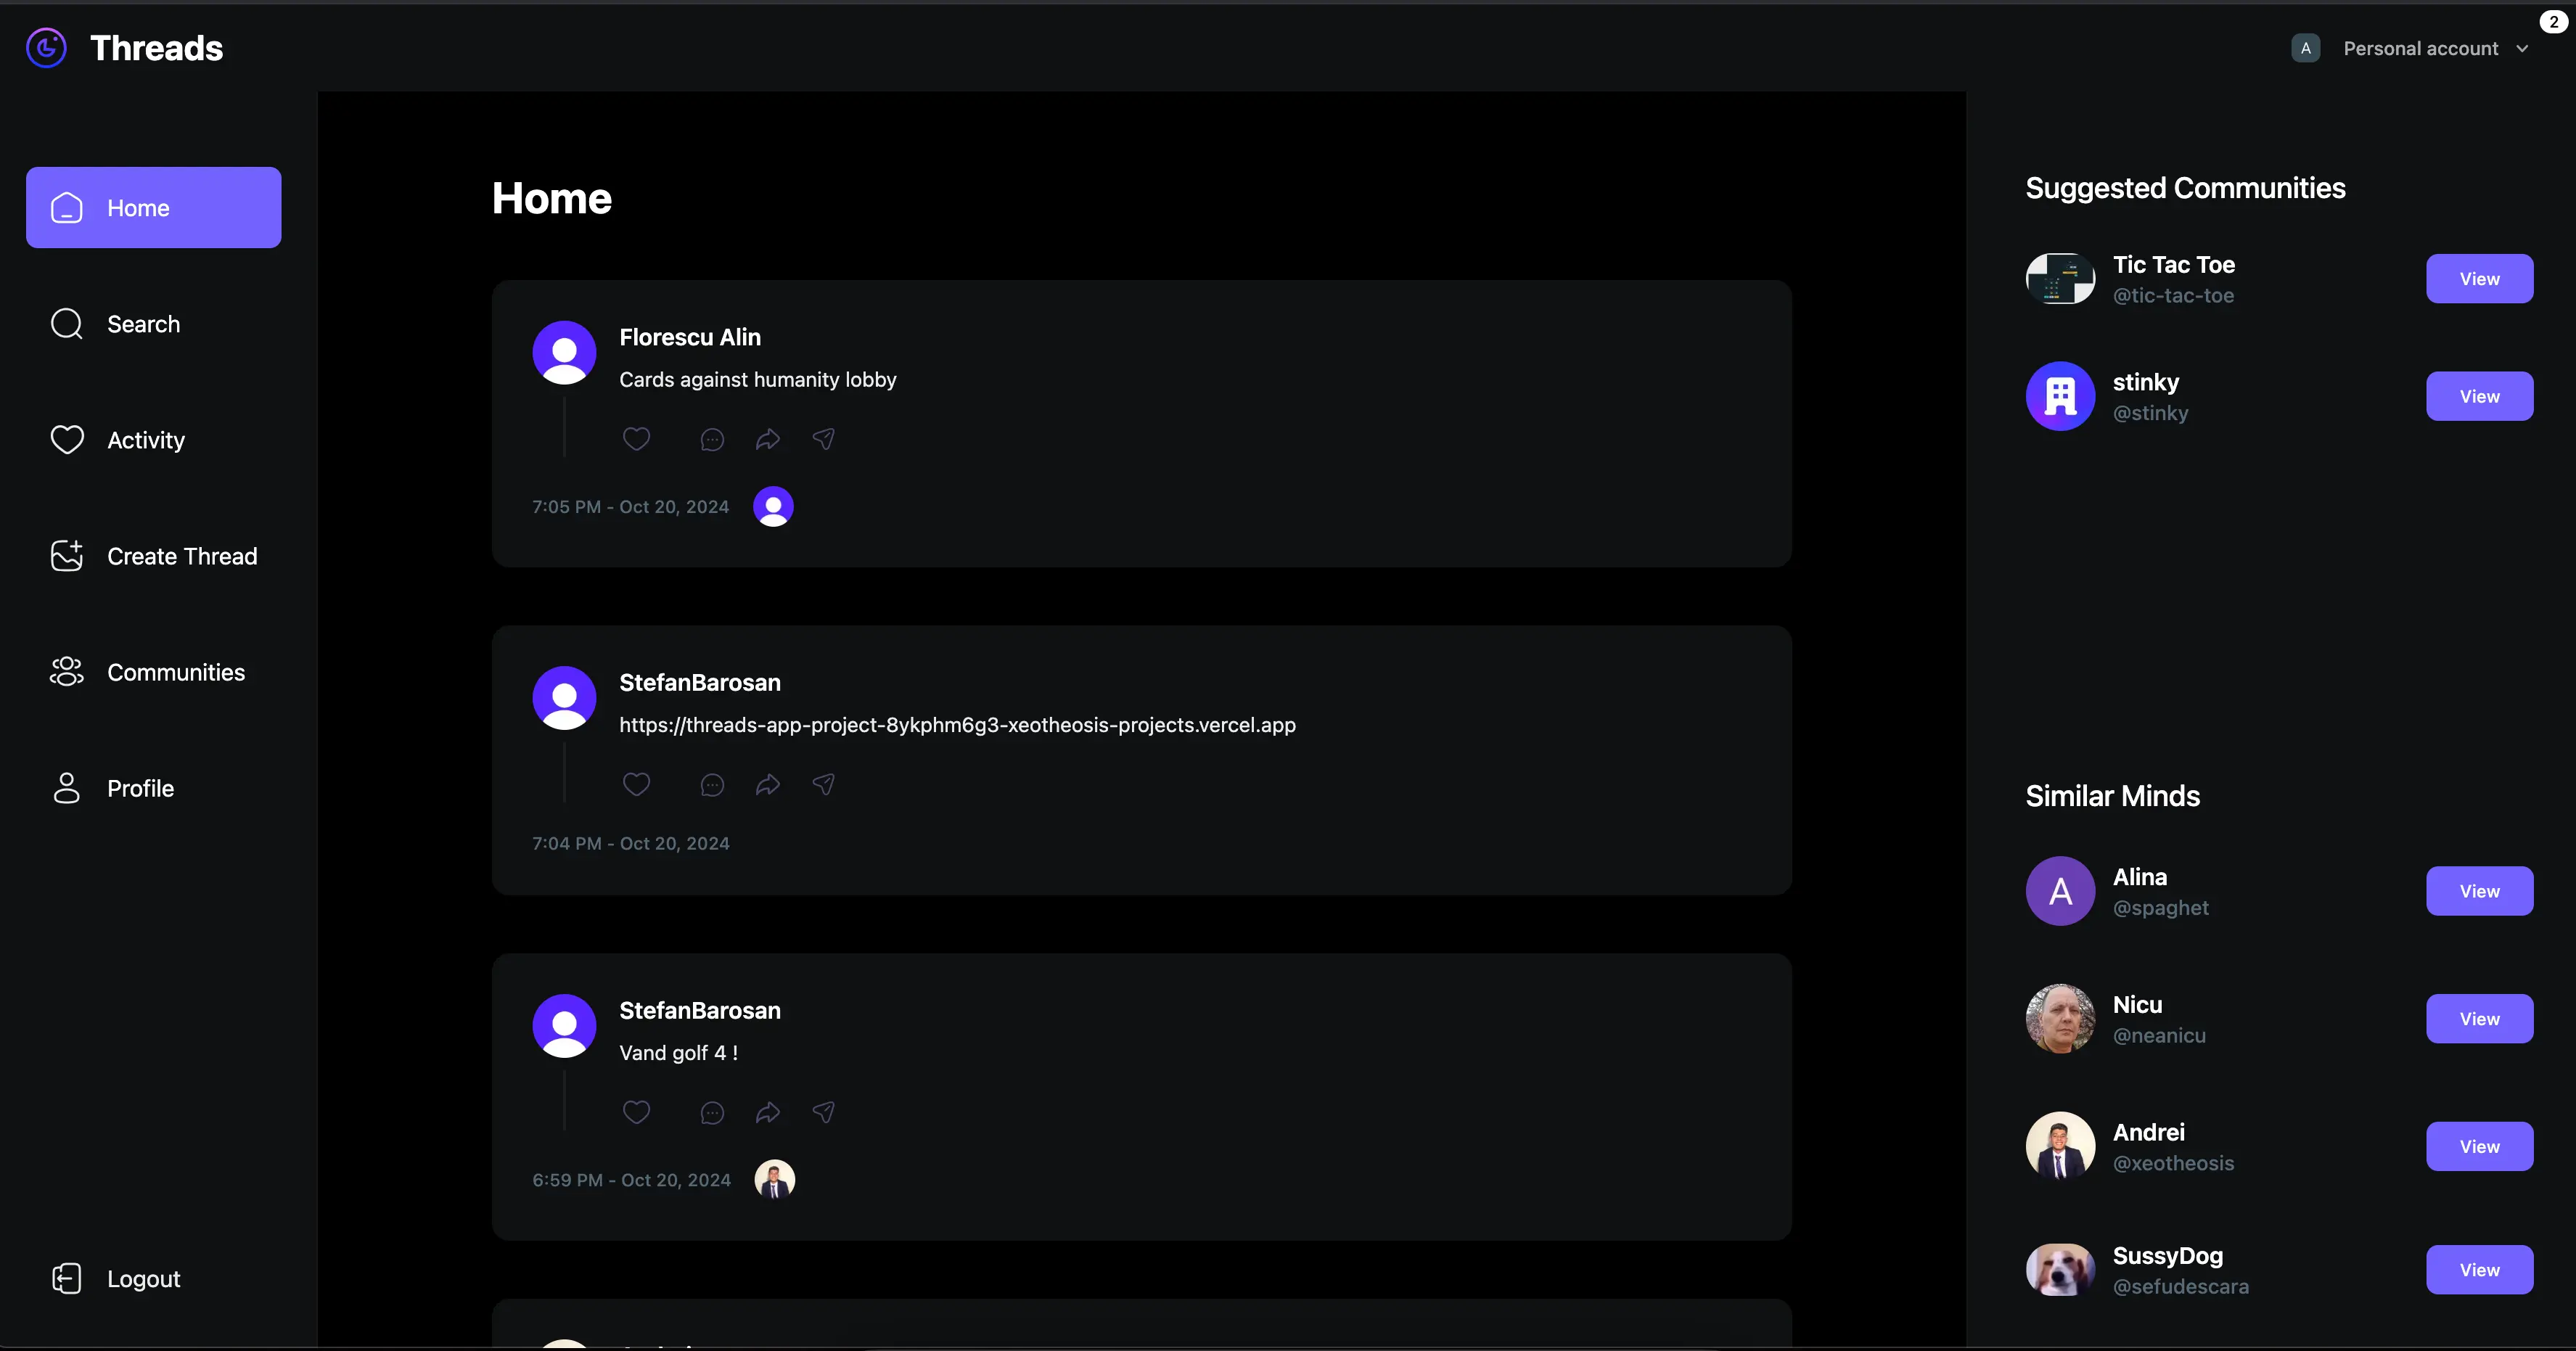 Threads
2
A
Personal account
Home
Search
Activity
Create Thread
Communities
Profile
Logout
Home
Florescu Alin
Cards against humanity lobby
7:05 PM - Oct 20, 2024
StefanBarosan
https://threads-app-project-8ykphm6g3-xeotheosis-projects.vercel.app
7:04 PM - Oct 20, 2024
StefanBarosan
Vand golf 4 !
6:59 PM - Oct 20, 2024
Suggested Communities
Tic Tac Toe
@tic-tac-toe
View
stinky
@stinky
View
Similar Minds
A
Alina
@spaghet
View
Nicu
@neanicu
View
Andrei
@xeotheosis
View
SussyDog
@sefudescara
View